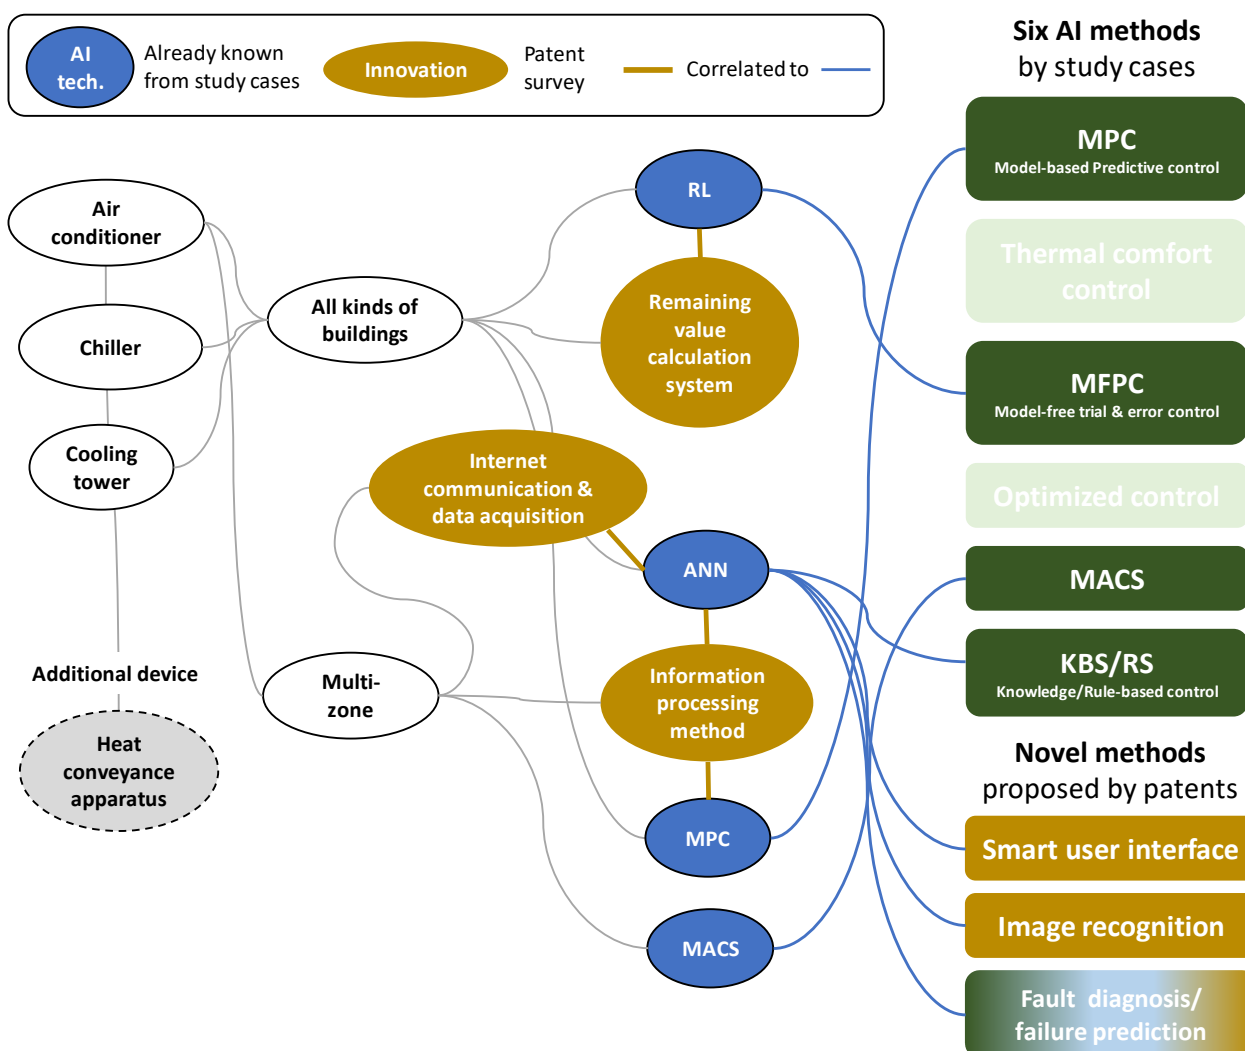 AI
tech.
Already known
from study cases
Innovation
Patent
survey
Correlated to
Six AI methods
by study cases
MPC
Model-based Predictive control
Thermal comfort
control
MFPC
Model-free trial & error control
Optimized control
MACS
KBS/RS
Knowledge/Rule-based control
Novel methods
proposed by patents
Smart user interface
Image recognition
Fault diagnosis/
failure prediction
Air
conditioner
Chiller
Cooling
tower
Additional device
Heat
conveyance
apparatus
All kinds of
buildings
Multi-
zone
RL
Remaining
value
calculation
system
Internet
communication &
data acquisition
ANN
Information
processing
method
MPC
MACS